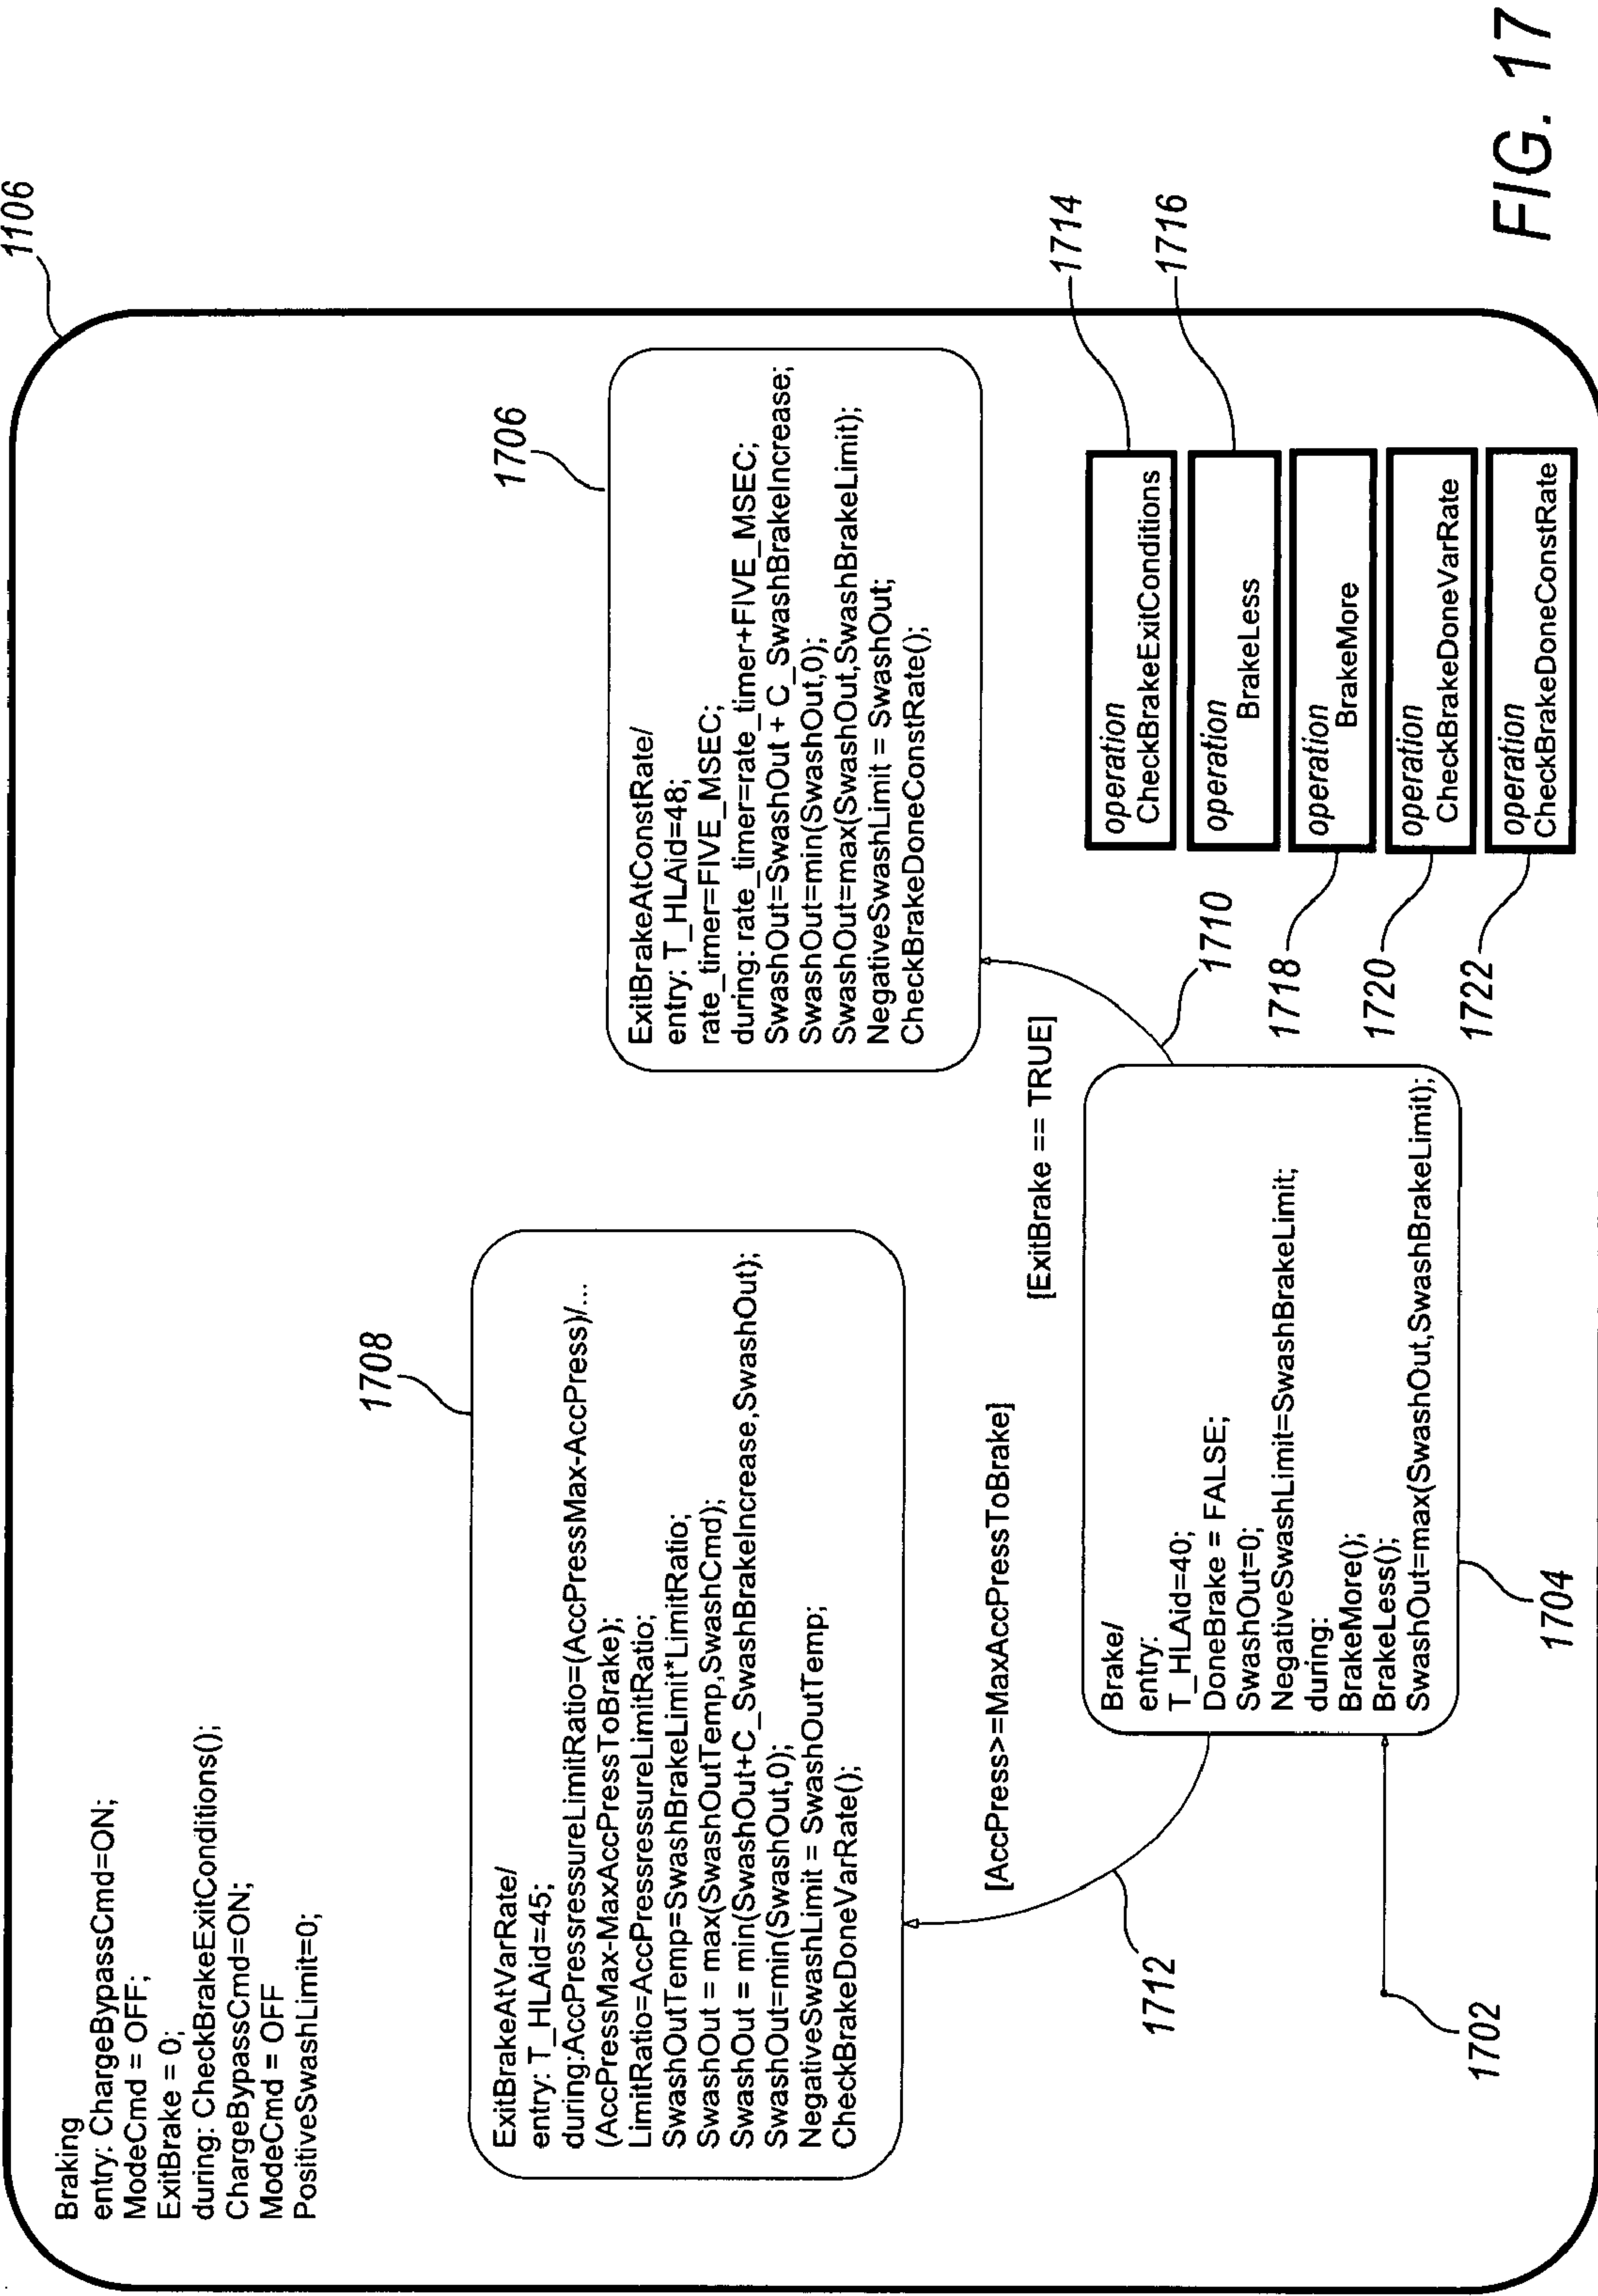 1106
Braking
entry: ChargeBypassCmd=ON;
ModeCmd = OFF;
ExitBrake = 0;
during: CheckBrakeExitConditions();
ChargeBypassCmd=ON;
ModeCmd = OFF
PositiveSwashLimit=0;
1708
ExitBrakeAtVarRate/
entry: T_HLAid=45;
during:AccPressressureLimitRatio=(AccPressMax-AccPress)/...
(AccPressMax-MaxAccPressToBrake);
LimitRatio=AccPressressureLimitRatio;
SwashOutTemp=SwashBrakeLimit*LimitRatio;
SwashOut = max(SwashOutTemp,SwashCmd);
SwashOut = min(SwashOut+C_SwashBrakeIncrease,SwashOut);
SwashOut=min(SwashOut,0);
NegativeSwashLimit = SwashOutTemp;
CheckBrakeDoneVarRate();
1706
ExitBrakeAtConstRate/
entry: T_HLAid=48;
rate_timer=FIVE_MSEC;
during: rate_timer=rate_timer+FIVE_MSEC;
SwashOut=SwashOut + C_SwashBrakeIncrease;
SwashOut=min(SwashOut,0);
SwashOut=max(SwashOut,SwashBrakeLimit);
NegativeSwashLimit = SwashOut;
CheckBrakeDoneConstRate();
[AccPress>=MaxAccPressToBrake]
1712
[ExitBrake == TRUE]
1710
1702
Brake/
entry:
T_HLAid=40;
DoneBrake = FALSE;
SwashOut=0;
NegativeSwashLimit=SwashBrakeLimit;
during:
BrakeMore();
BrakeLess();
SwashOut=max(SwashOut,SwashBrakeLimit);
1704
operation
CheckBrakeExitConditions
1714
operation
BrakeLess
1716
operation
BrakeMore
1718
operation
CheckBrakeDoneVarRate
1720
operation
CheckBrakeDoneConstRate
1722
FIG. 17